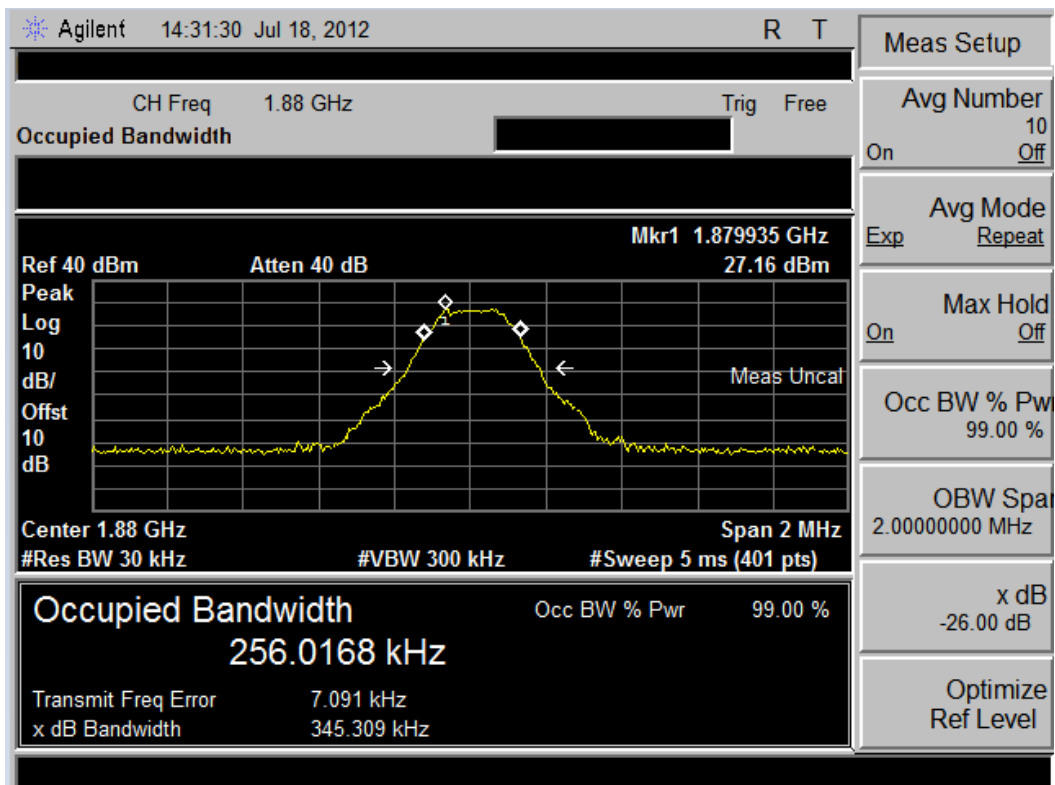 Agilent 14:31:30 Jul 18, 2012 R T
Meas Setup
CH Freq 1.88 GHz Trig Free
Occupied Bandwidth
Mkr1 1.879935 GHz
Ref 40 dBm Atten 40 dB 27.16 dBm
Peak
Log
10
dB/
Offst
10
dB
1
Meas Uncal
Center 1.88 GHz Span 2 MHz
#Res BW 30 kHz #VBW 300 kHz #Sweep 5 ms (401 pts)
Occupied Bandwidth Occ BW % Pwr 99.00 %
256.0168 kHz
Transmit Freq Error 7.091 kHz
x dB Bandwidth 345.309 kHz
Avg Number
10
On Off
Avg Mode
Exp Repeat
Max Hold
On Off
Occ BW % Pwr
99.00 %
OBW Spa
2.00000000 MHz
x dB
-26.00 dB
Optimize
Ref Level